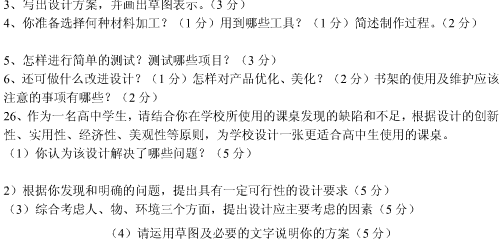 3、写出设计方案，并画出草图表示。（3 分）
4、你准备选择何种材料加工？（1 分）用到哪些工具？（1 分）简述制作过程。（2 分）
5、怎样进行简单的测试？测试哪些项目？（3 分）
6、还可做什么改进设计？（1 分）怎样对产品优化、美化？（2 分）书架的使用及维护应该
注意的事项有哪些？（2 分）
26、作为一名高中学生，请结合你在学校所使用的课桌发现的缺陷和不足，根据设计的创新
性、实用性、经济性、美观性等原则，为学校设计一张更适合高中生使用的课桌。
（1）你认为该设计解决了哪些问题？（5 分）
2）根据你发现和明确的问题，提出具有一定可行性的设计要求（5 分）
（3）综合考虑人、物、环境三个方面，提出设计应主要考虑的因素（5 分）
（4）请运用草图及必要的文字说明你的方案（5 分）